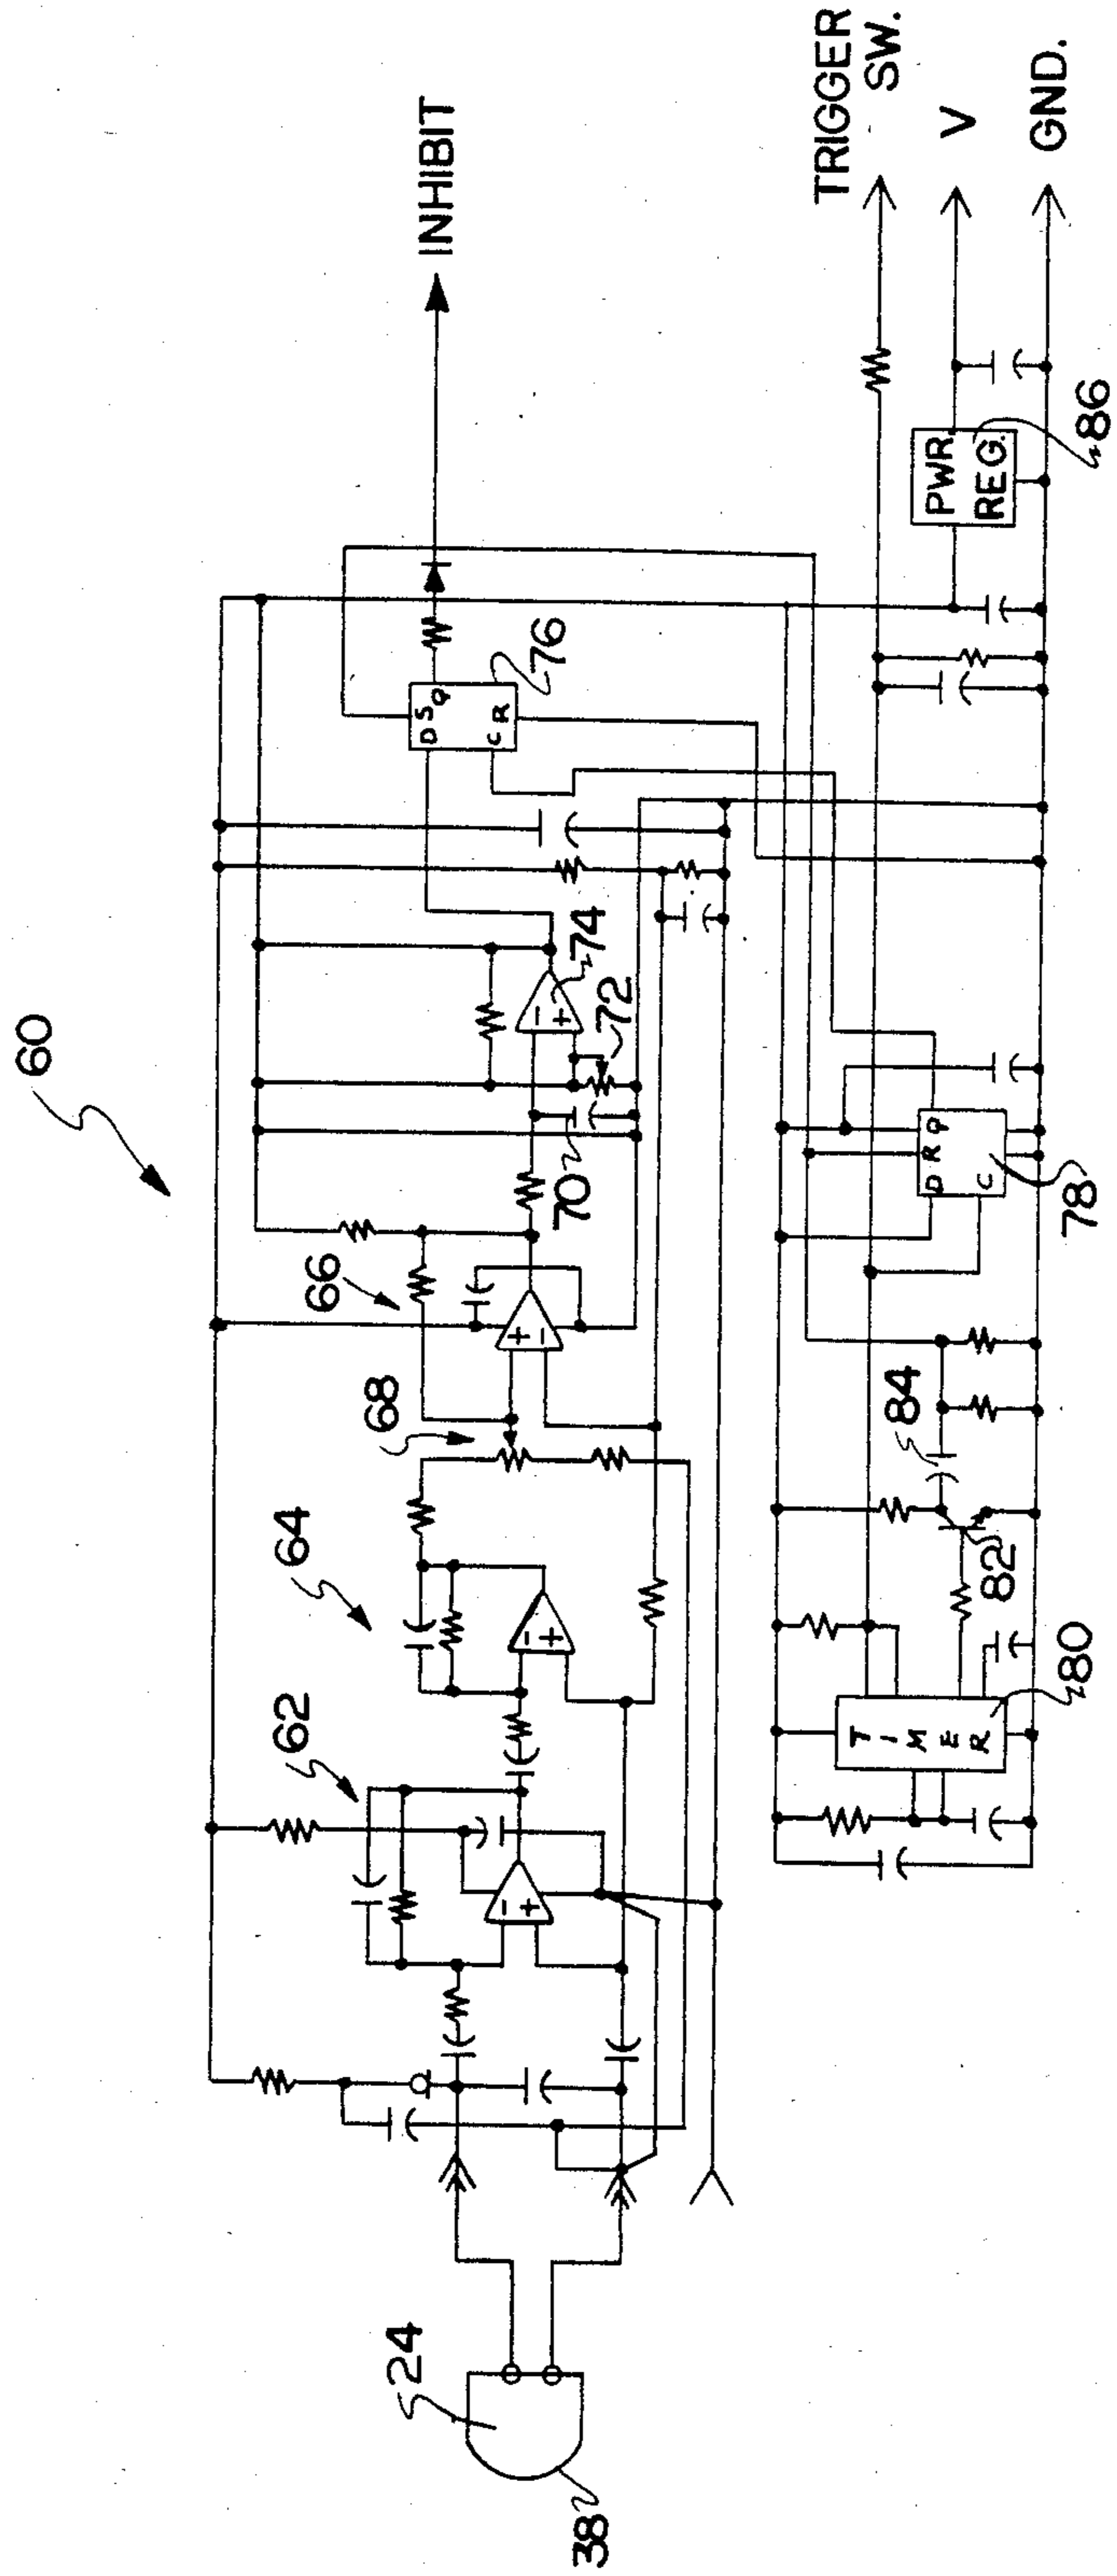 60
INHIBIT
62
64
66
68
24
38
70
72
74
- +
- +
+ -
- +
D S Q
C R
76
TRIGGER
SW.
V
GND.
TIMER
80
82
84
D R Q
C
78
PWR.
REG.
86